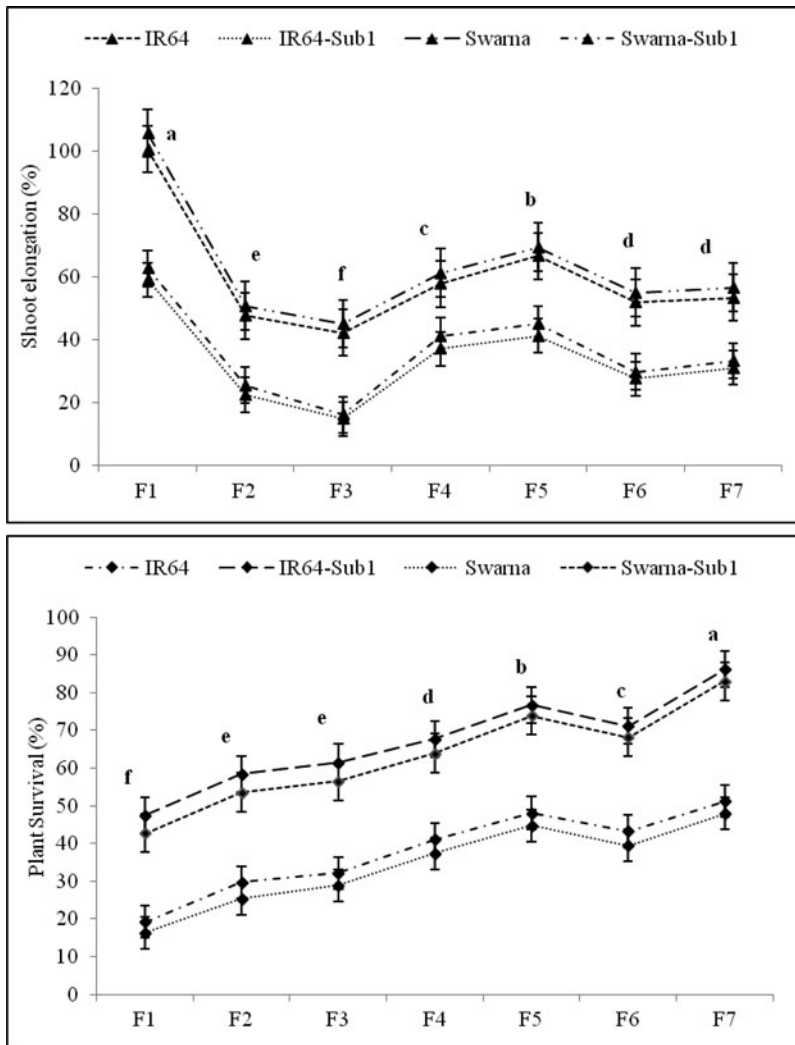 IR64 IR64-Sub1 Swarna Swarna-Sub1
120
100
80
60
40
20
0
Shoot elongation (%)
a
e
f
c
b
d
d
F1 F2 F3 F4 F5 F6 F7
IR64 IR64-Sub1 Swarna Swarna-Sub1
100
90
80
70
60
50
40
30
20
10
0
Plant Survival (%)
f
e
e
d
b
c
a
F1 F2 F3 F4 F5 F6 F7